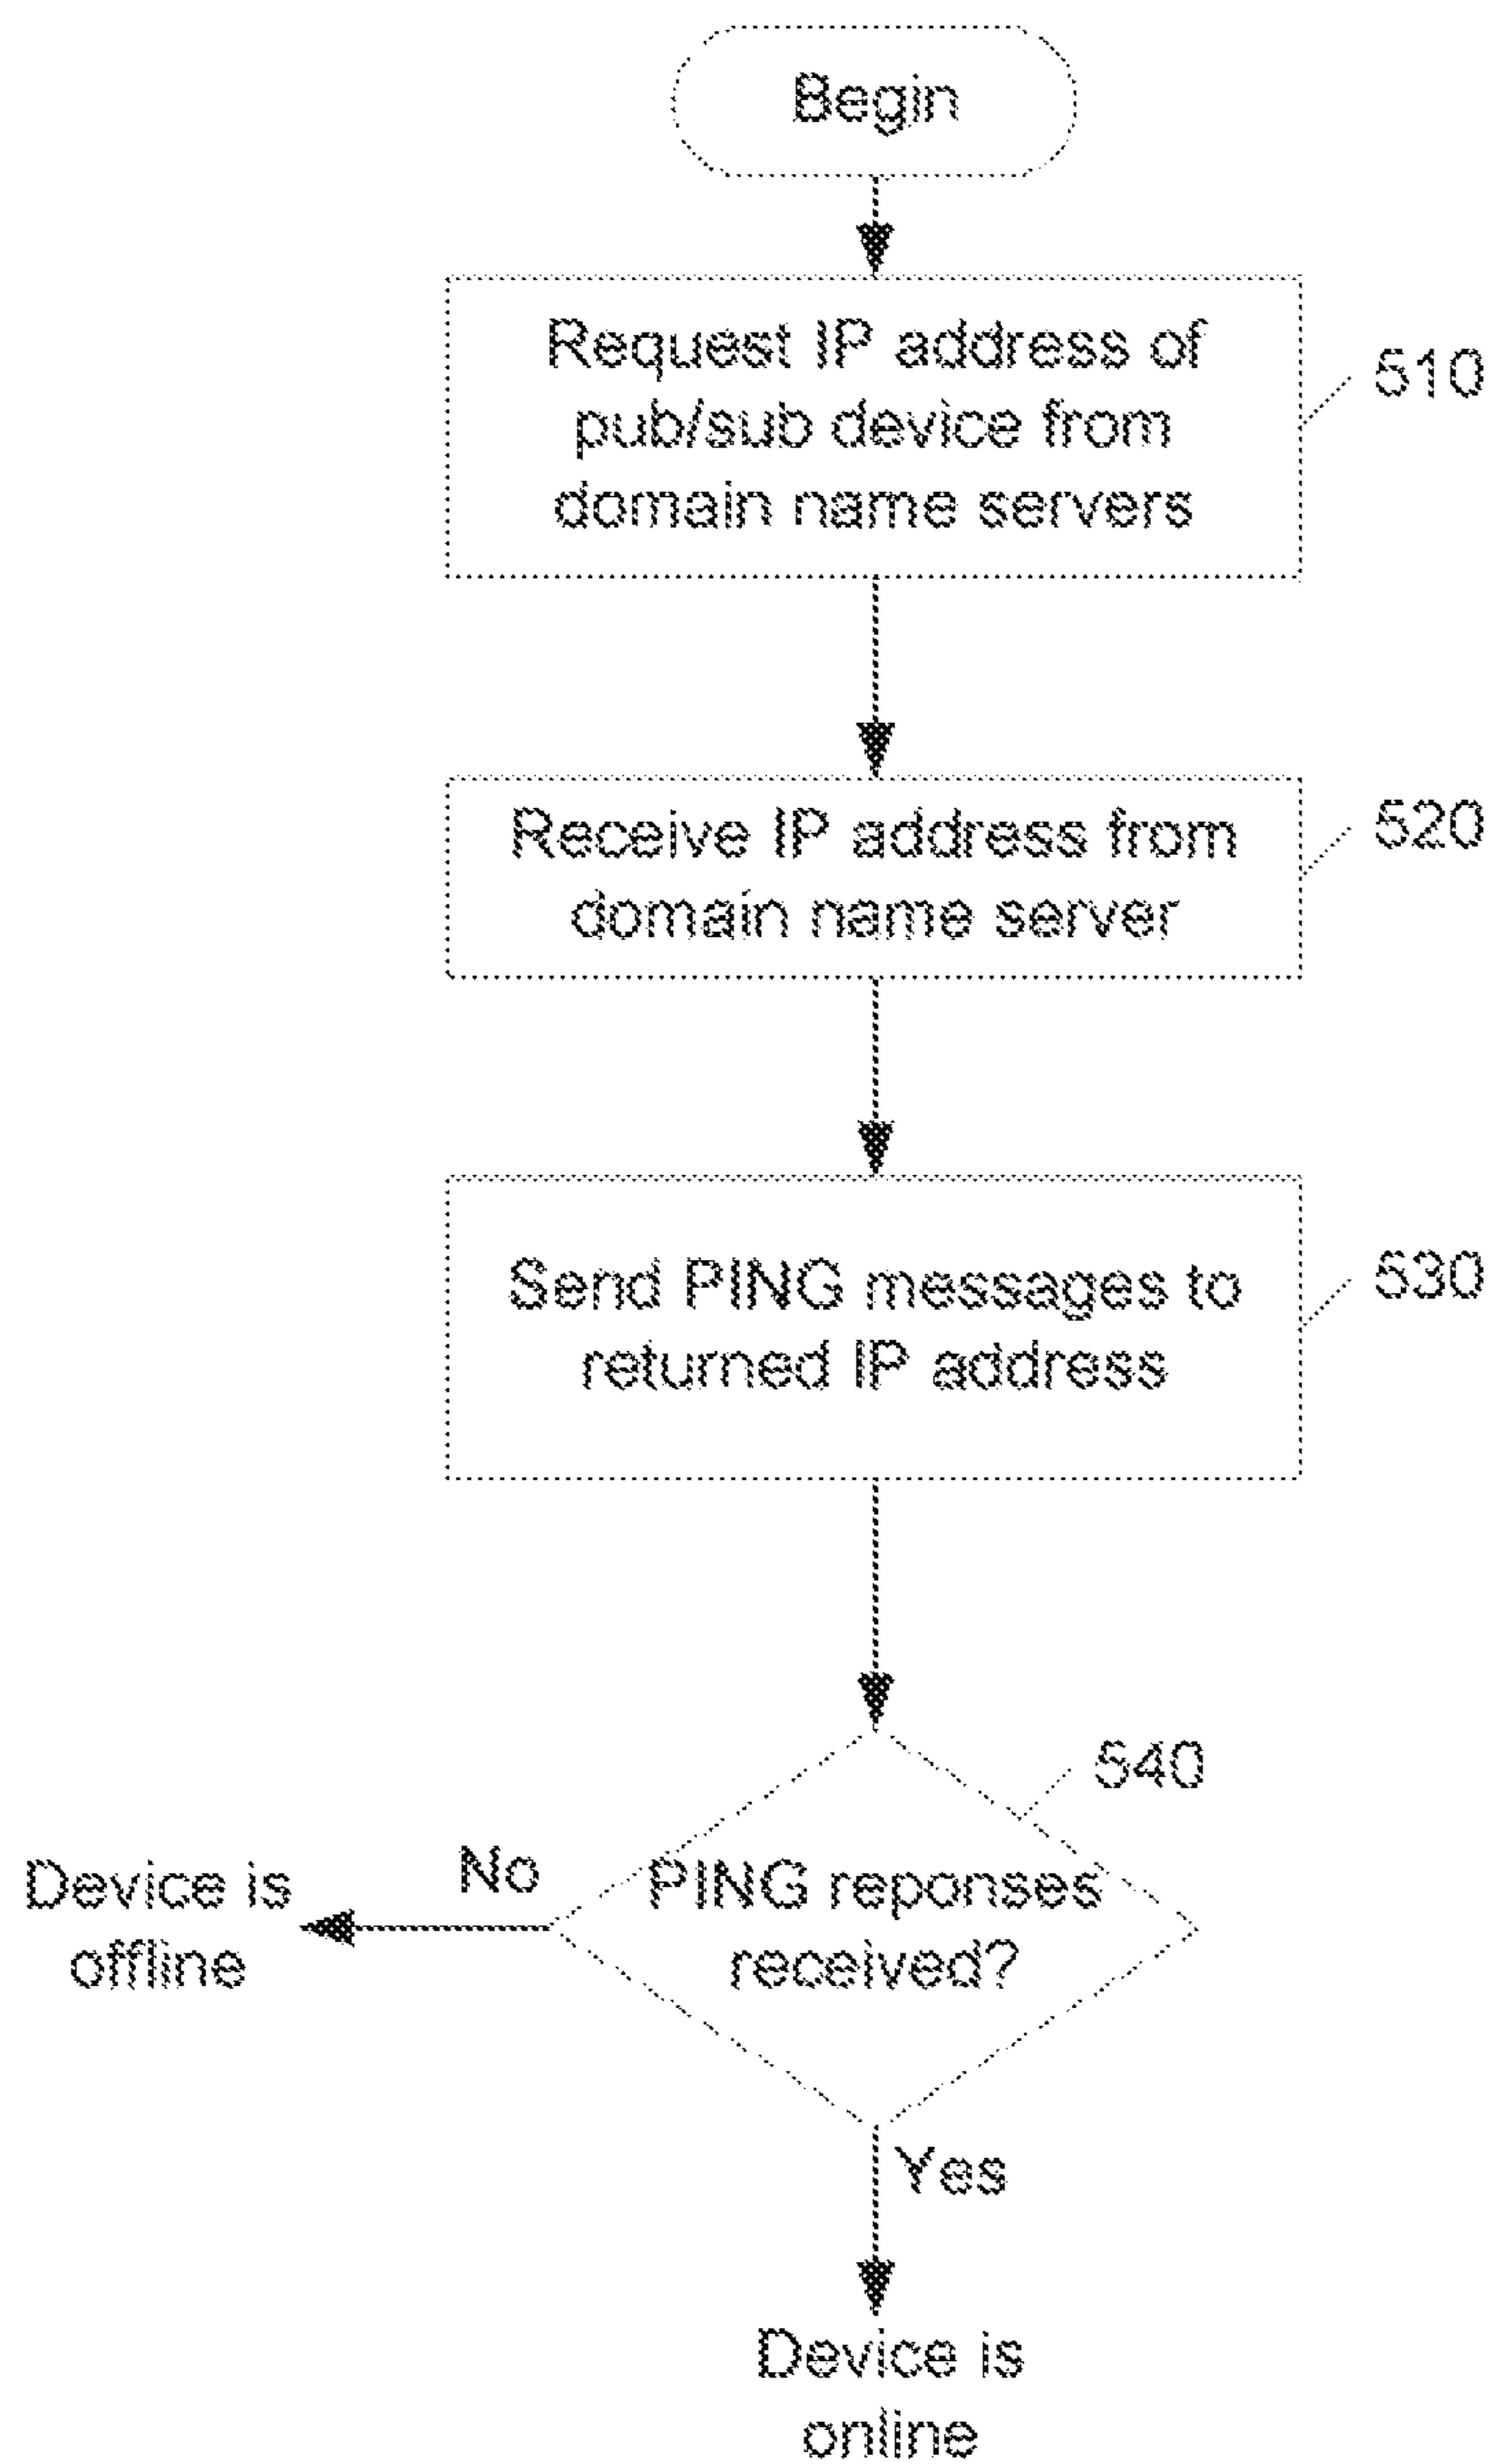 Begin
Request IP address of
pub/sub device from
domain name servers
510
Receive IP address from
domain name server
520
Send PING messages to
returned IP address
530
540
PING reponses
received?
No
Device is
offline
Yes
Device is
online